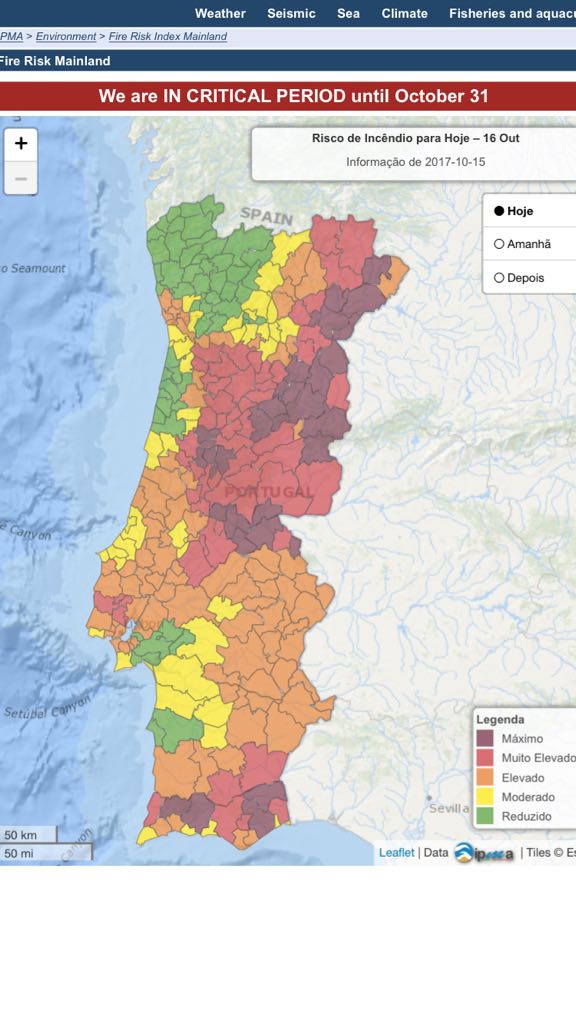 Weather Seismic Sea Climate Fisheries and aquacu
PMA > Environment > Fire Risk Index Mainland
Fire Risk Mainland
We are IN CRITICAL PERIOD until October 31
+
−
Risco de Incêndio para Hoje – 16 Out
Informação de 2017-10-15
Hoje
Amanhã
Depois
SPAIN
o Seamount
PORTUGAL
Canyon
Setúbal Canyon
Legenda
Máximo
Muito Elevado
Elevado
Moderado
Reduzido
Sevilla
50 km
50 mi
Canyon
Leaflet | Data ipma | Tiles © Es